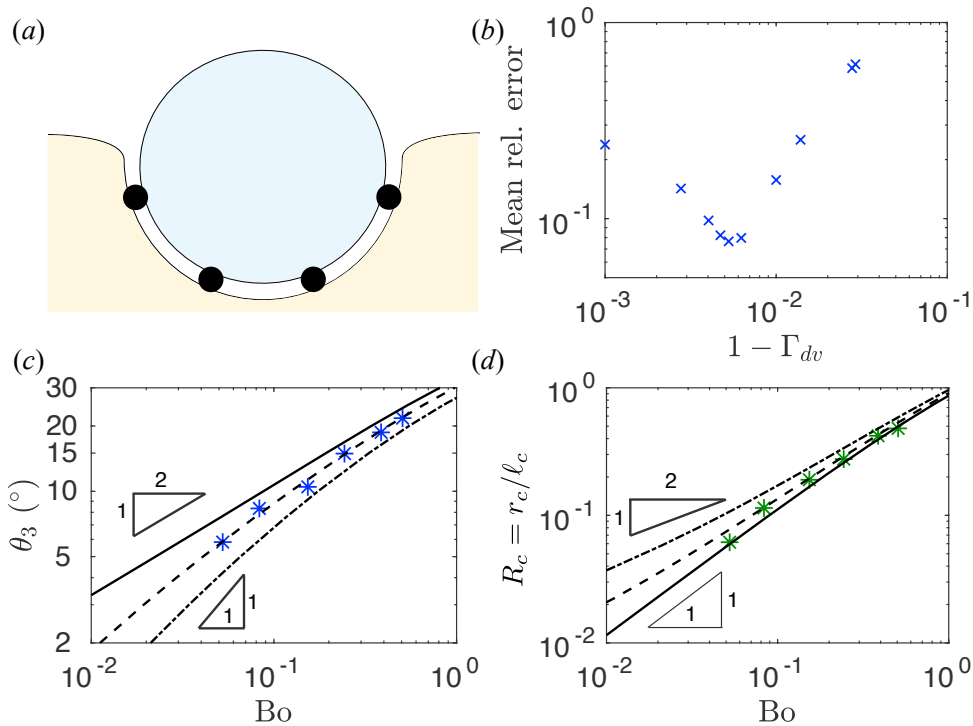 (a)
(b)
10^0
10^{-1}
Mean rel. error
10^{-3}
10^{-2}
10^{-1}
1 − Γ_{dv}
(c)
30
20
15
10
5
2
θ_3 (°)
2
1
1
1
10^{-2}
10^{-1}
10^0
Bo
(d)
10^0
10^{-1}
10^{-2}
R_c = r_c/ℓ_c
2
1
1
1
10^{-2}
10^{-1}
10^0
Bo